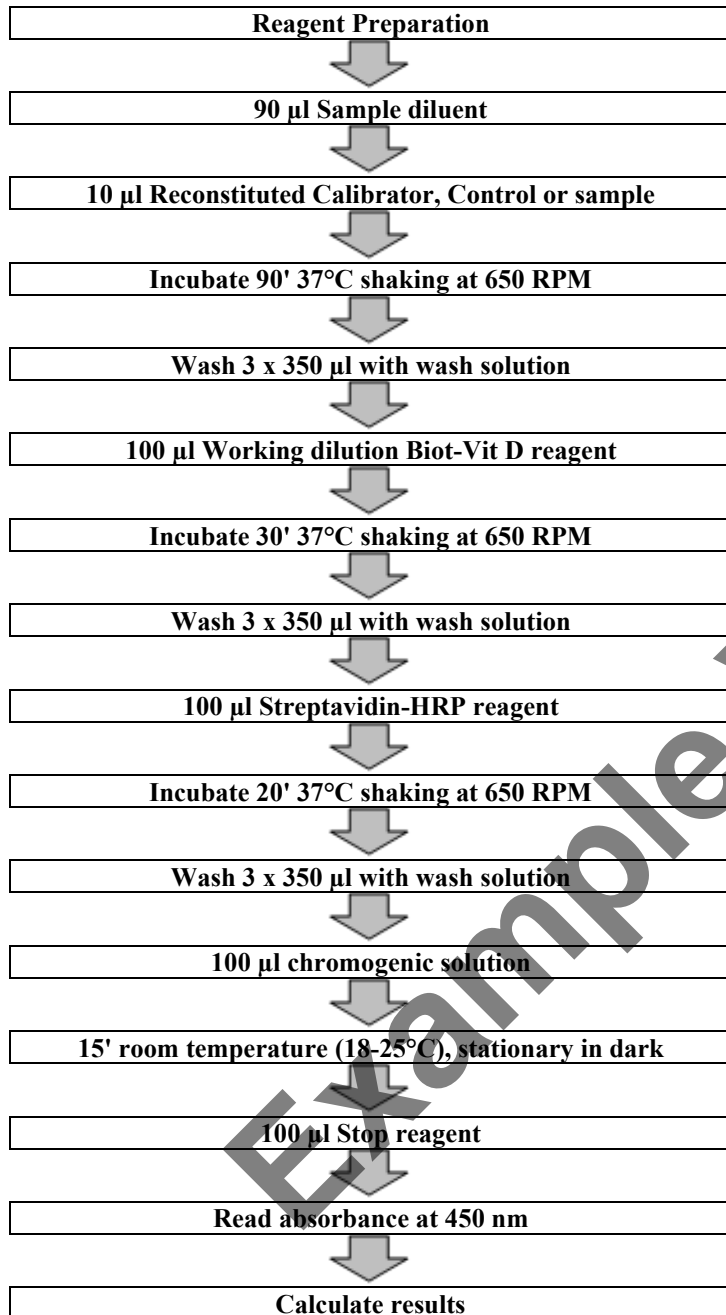 Reagent Preparation
90 µl Sample diluent
10 µl Reconstituted Calibrator, Control or sample
Incubate 90' 37°C shaking at 650 RPM
Wash 3 x 350 µl with wash solution
100 µl Working dilution Biot-Vit D reagent
Incubate 30' 37°C shaking at 650 RPM
Wash 3 x 350 µl with wash solution
100 µl Streptavidin-HRP reagent
Incubate 20' 37°C shaking at 650 RPM
Wash 3 x 350 µl with wash solution
100 µl chromogenic solution
15' room temperature (18-25°C), stationary in dark
100 µl Stop reagent
Read absorbance at 450 nm
Calculate results
Example